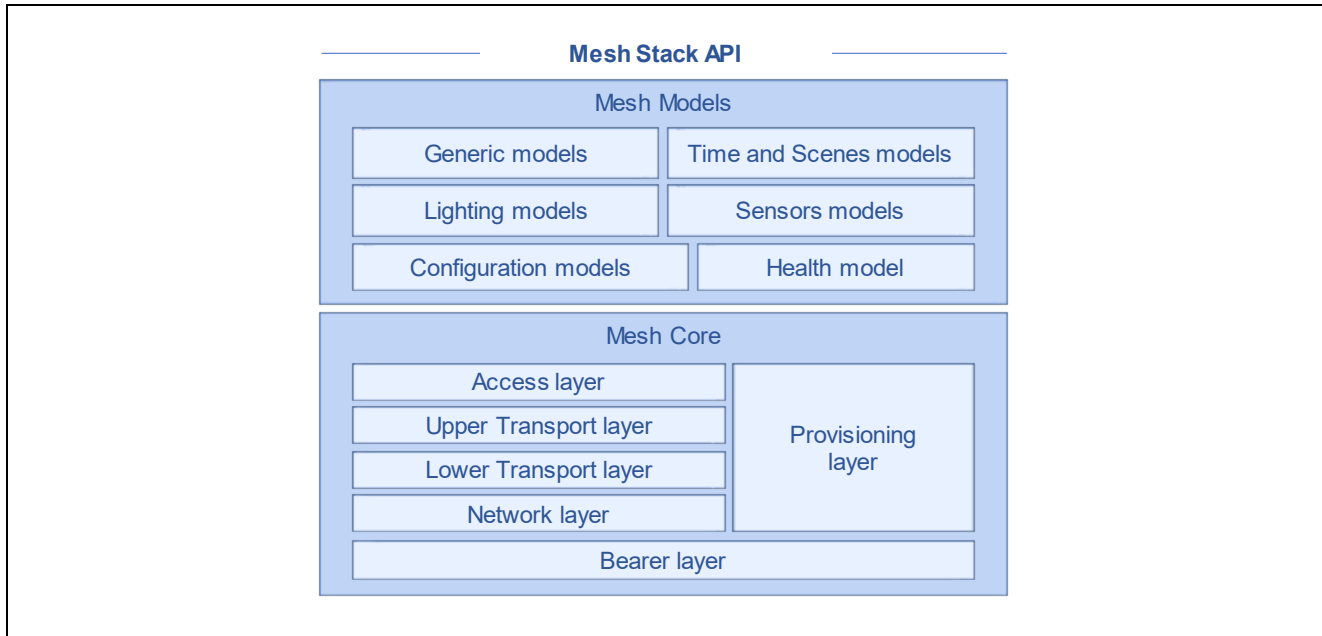 Mesh Stack API
Mesh Models
Generic models
Time and Scenes models
Lighting models
Sensors models
Configuration models
Health model
Mesh Core
Access layer
Upper Transport layer
Lower Transport layer
Network layer
Provisioning
layer
Bearer layer